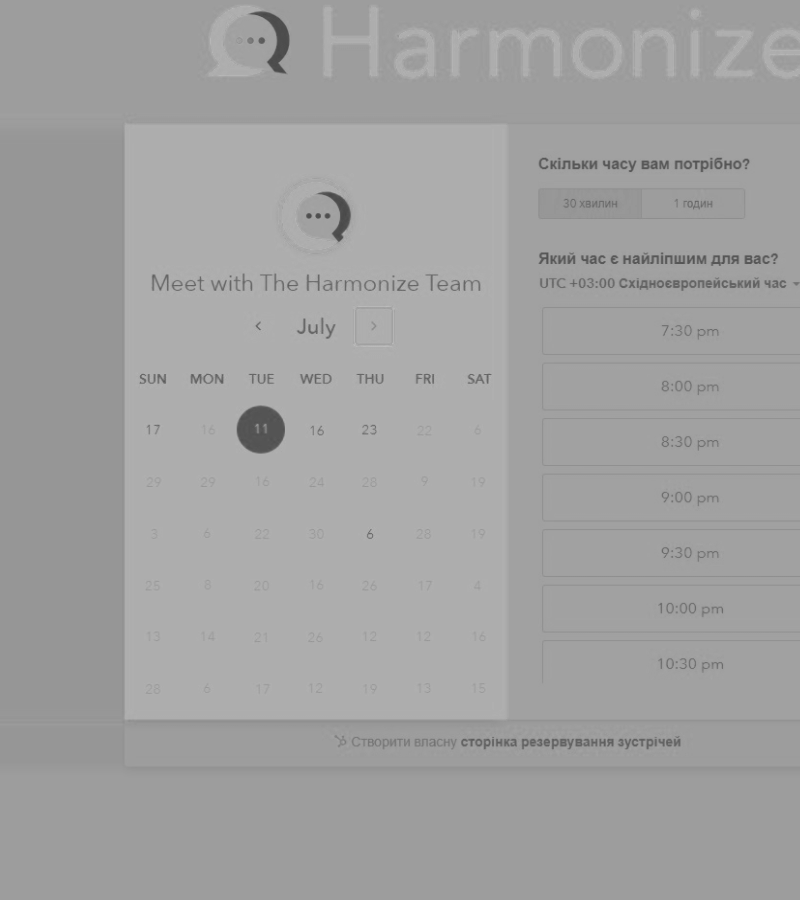 Harmonize
Meet with The Harmonize Team
July
SUN MON TUE WED THU FRI SAT
17 16 11 16 23 22 6
29 29 16 24 28 9 19
3 6 22 30 6 28 19
25 8 20 16 26 17 4
13 14 21 26 12 12 16
28 6 17 12 19 13 15
Скільки часу вам потрібно?
30 хвилин 1 годин
Який час є найліпшим для вас?
UTC +03:00 Східноєвропейський час
7:30 pm
8:00 pm
8:30 pm
9:00 pm
9:30 pm
10:00 pm
10:30 pm
Створити власну сторінка резервування зустрічей